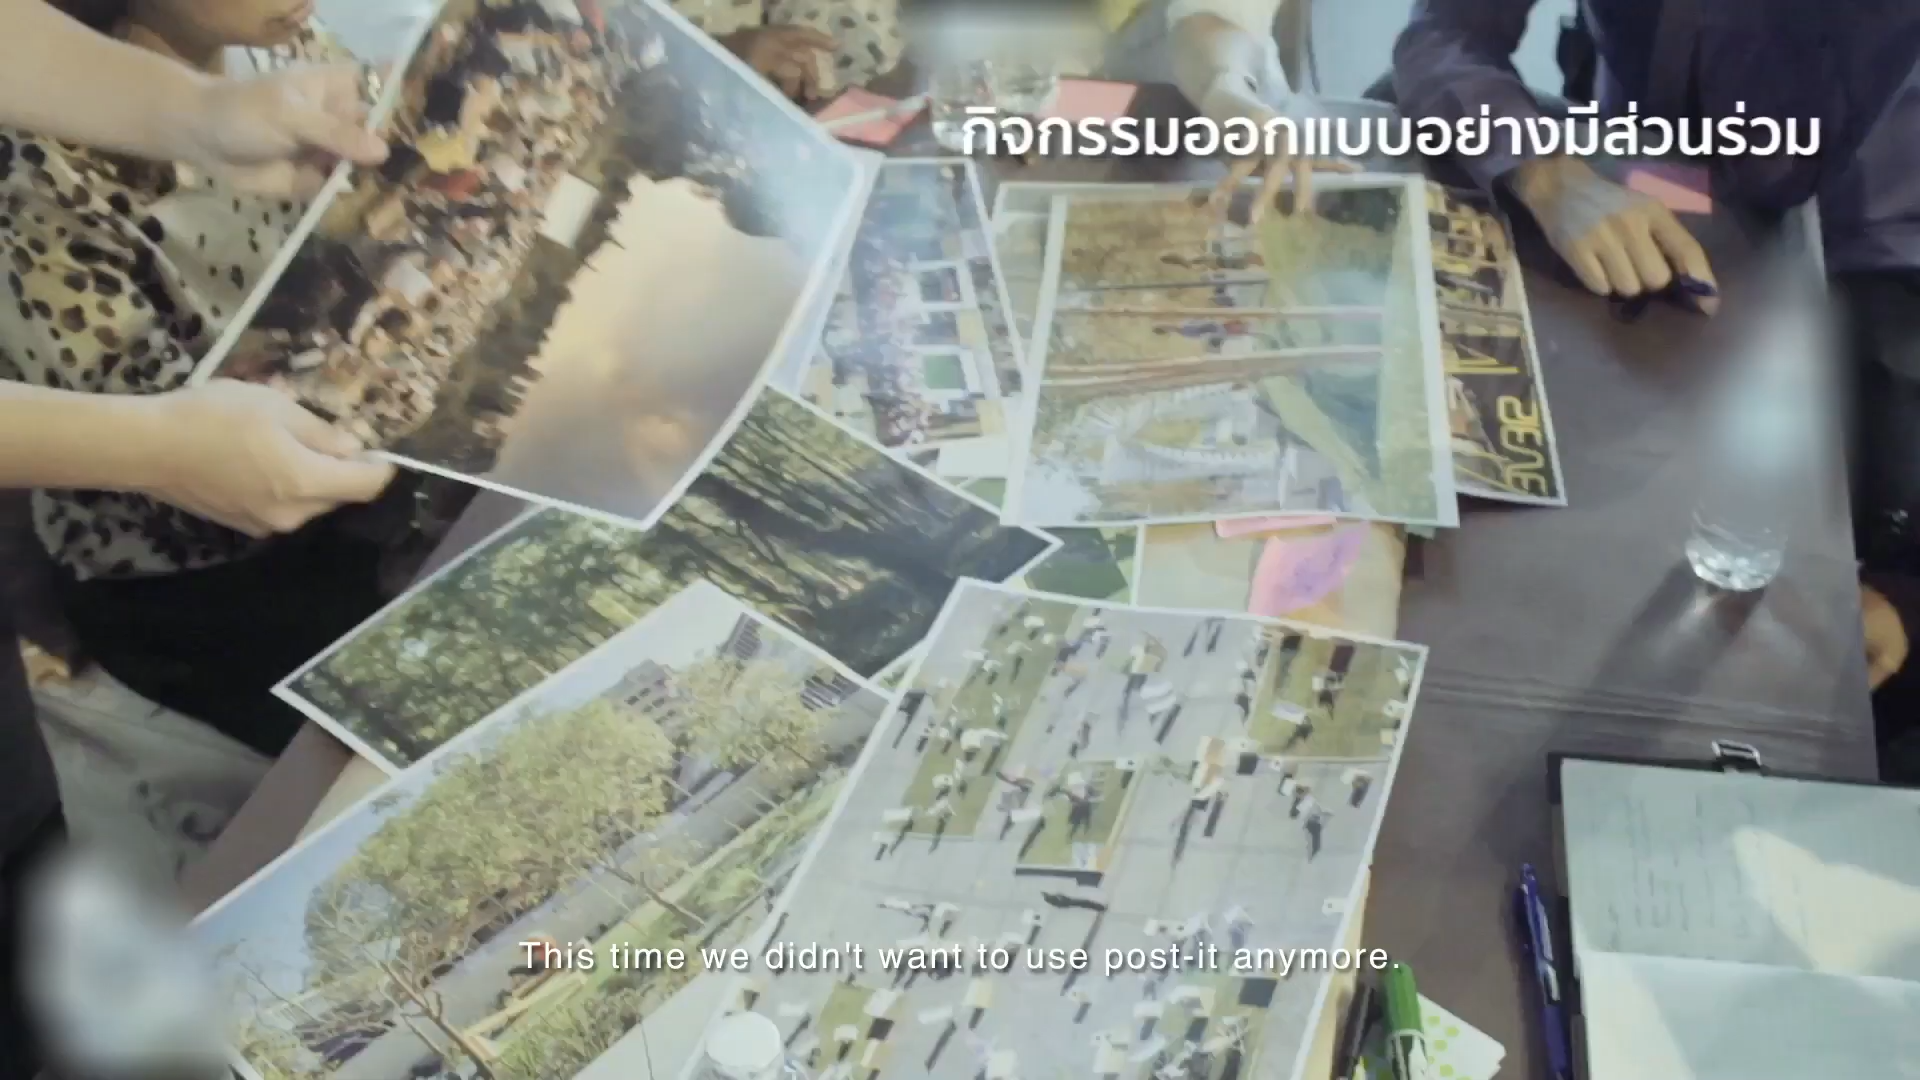 กิจกรรมออกแบบอย่างมีส่วนร่วม
This time we didn't want to use post-it anymore.